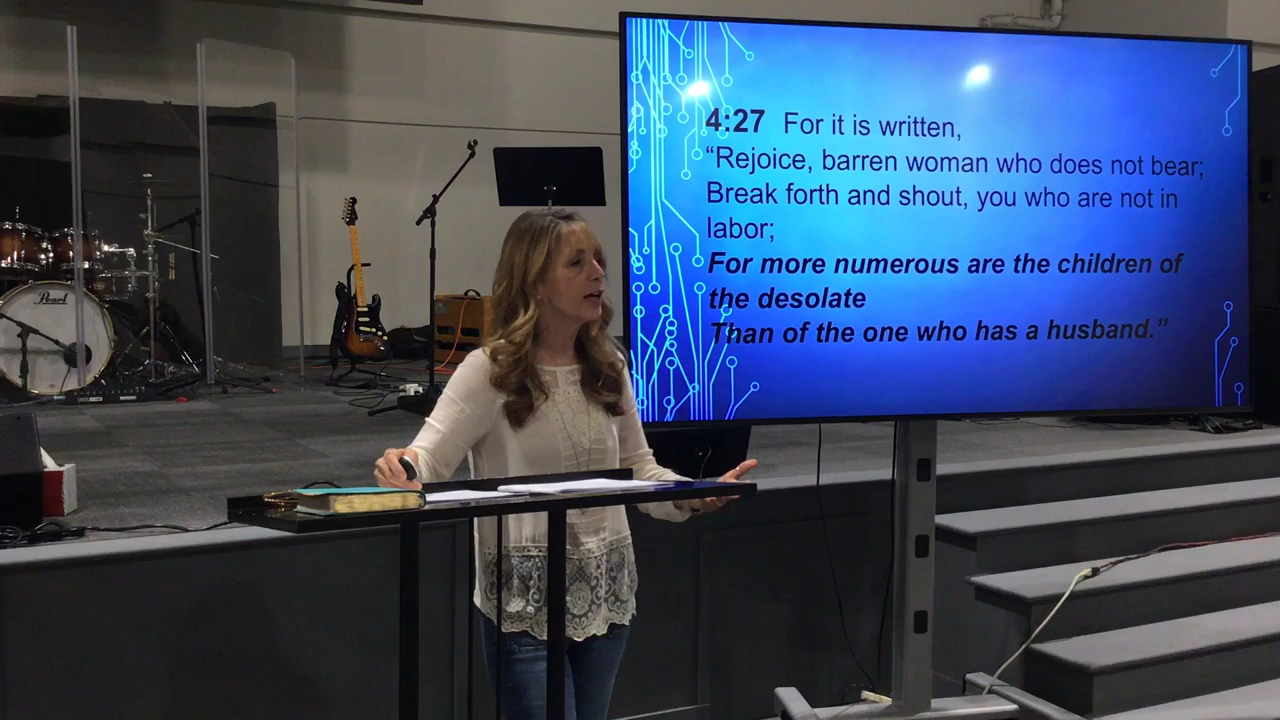 4:27 For it is written,
“Rejoice, barren woman who does not bear;
Break forth and shout, you who are not in
labor;
For more numerous are the children of
the desolate
Than of the one who has a husband.”
Pearl